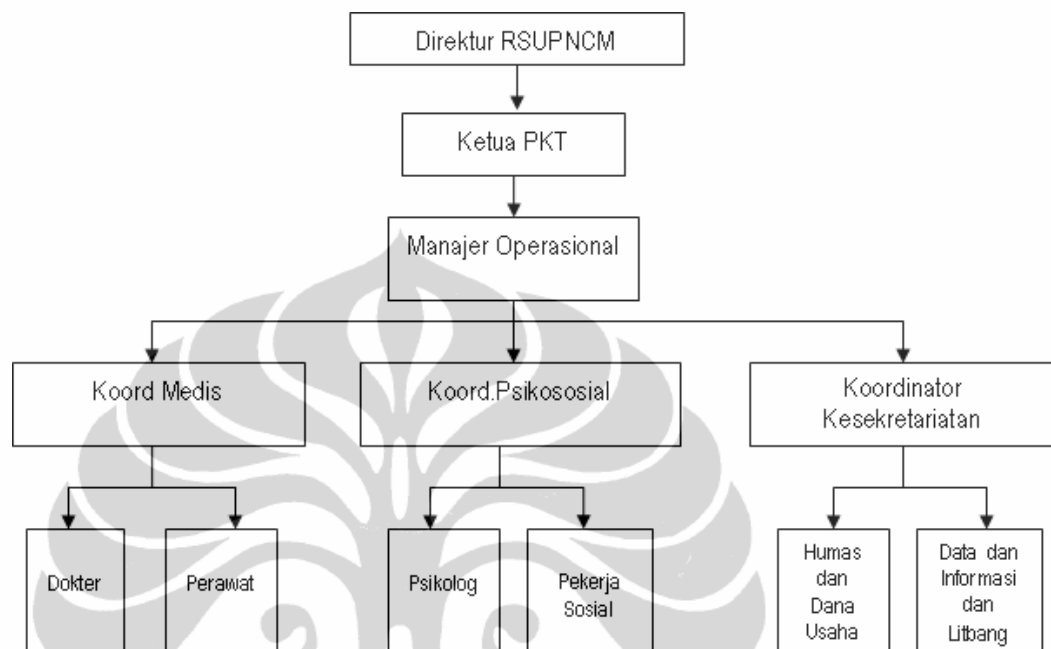 Direktur RSUPNCM
Ketua PKT
Manajer Operasional
Koord Medis
Koord.Psikososial
Koordinator
Kesekretariatan
Dokter
Perawat
Psikolog
Pekerja
Sosial
Humas
dan
Dana
Usaha
Data dan
Informasi
dan
Litbang